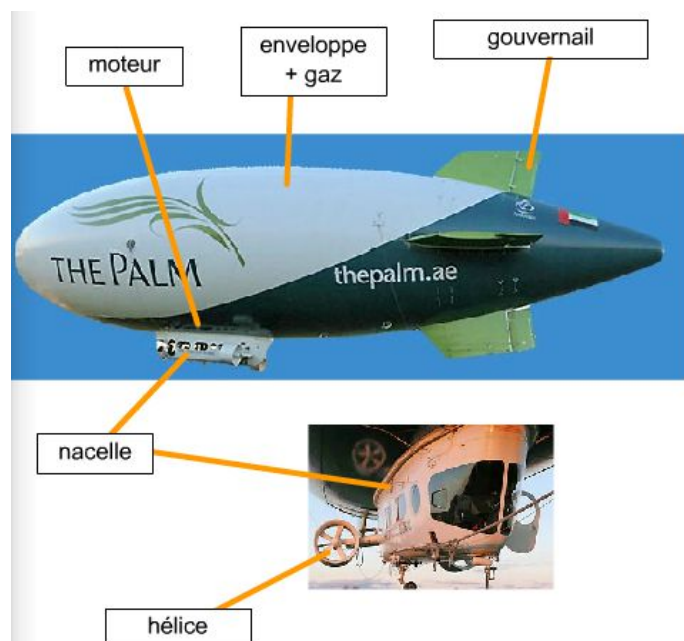 moteur
enveloppe
+ gaz
gouvernail
THE PALM
thepalm.ae
nacelle
hélice